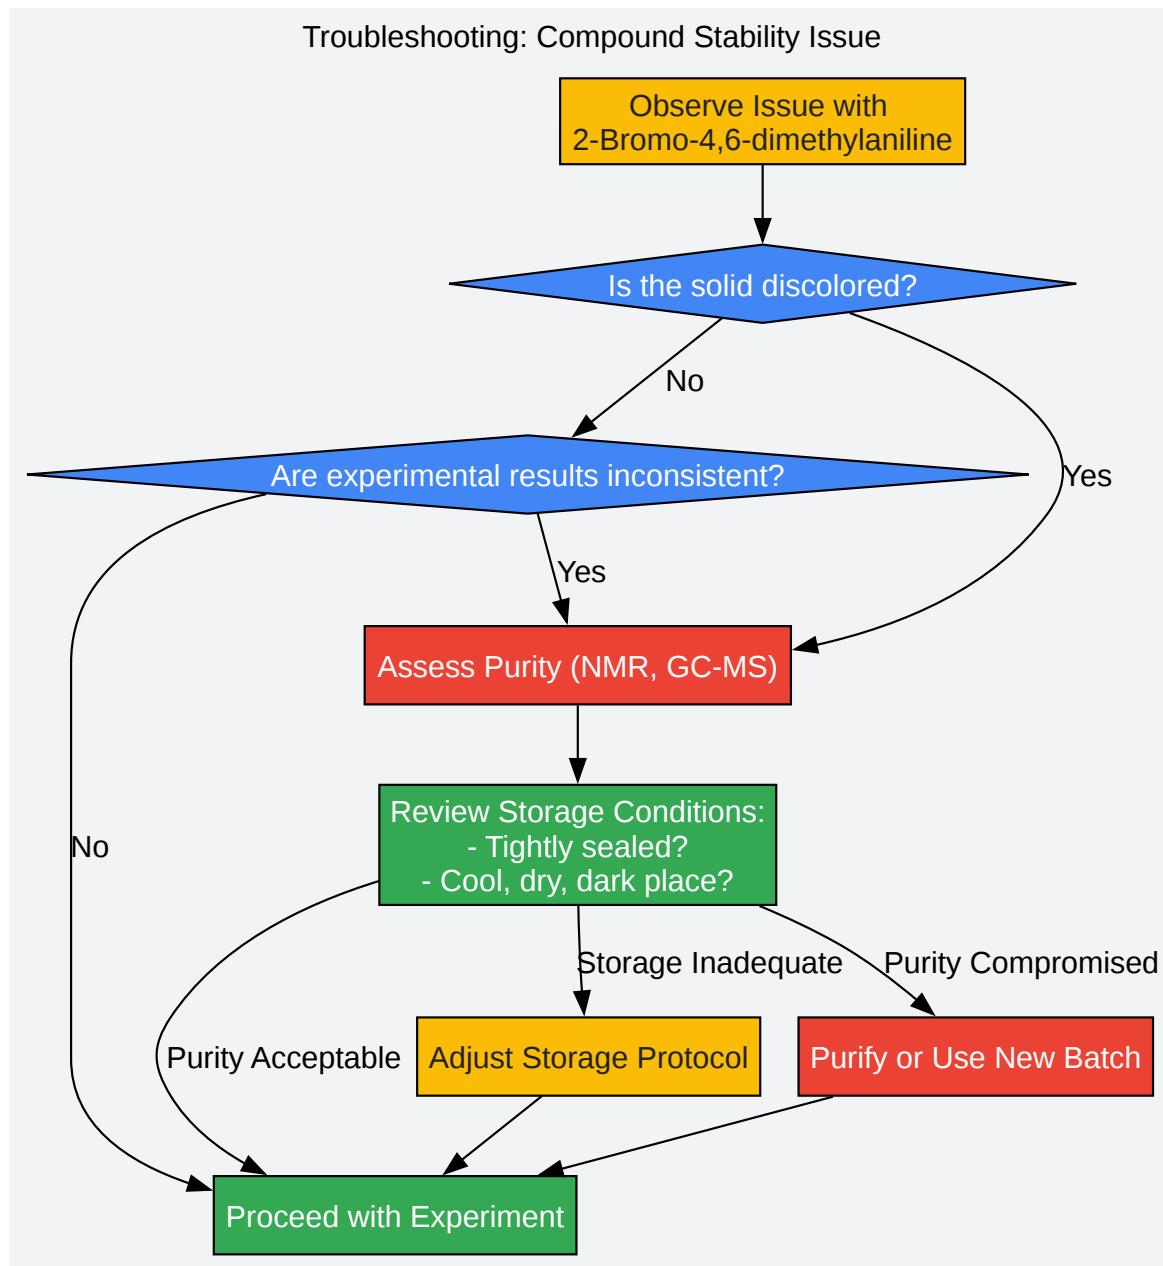 Troubleshooting: Compound Stability Issue
Observe Issue with
2-Bromo-4,6-dimethylaniline
Is the solid discolored?
No
Are experimental results inconsistent?
Yes
Yes
Assess Purity (NMR, GC-MS)
Review Storage Conditions:
- Tightly sealed?
- Cool, dry, dark place?
No
Storage Inadequate
Purity Compromised
Purity Acceptable
Adjust Storage Protocol
Purify or Use New Batch
Proceed with Experiment